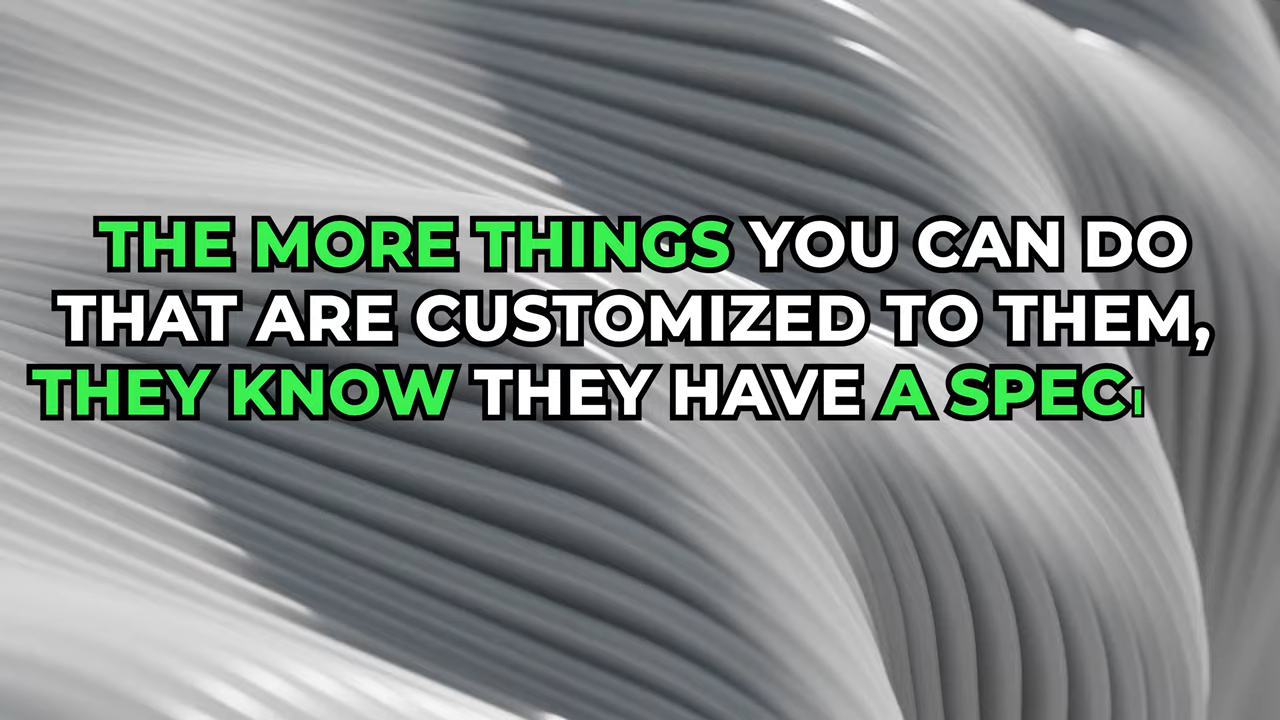 THE MORE THINGS YOU CAN DO
THAT ARE CUSTOMIZED TO THEM,
THEY KNOW THEY HAVE A SPEC